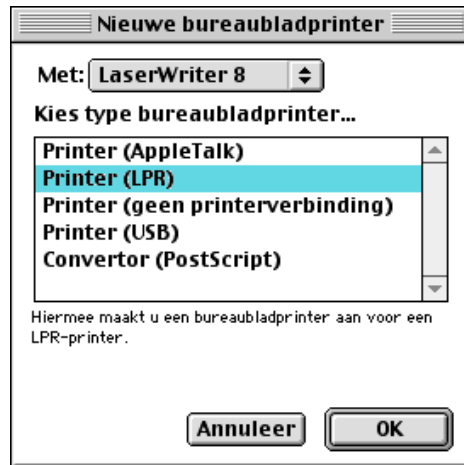 Nieuwe bureaubladprinter
Met: LaserWriter 8
Kies type bureaubladprinter...
Printer (AppleTalk)
Printer (LPR)
Printer (geen printerverbinding)
Printer (USB)
Convertor (PostScript)
Hiermee maakt u een bureaubladprinter aan voor een
LPR-printer.
Annuleer OK